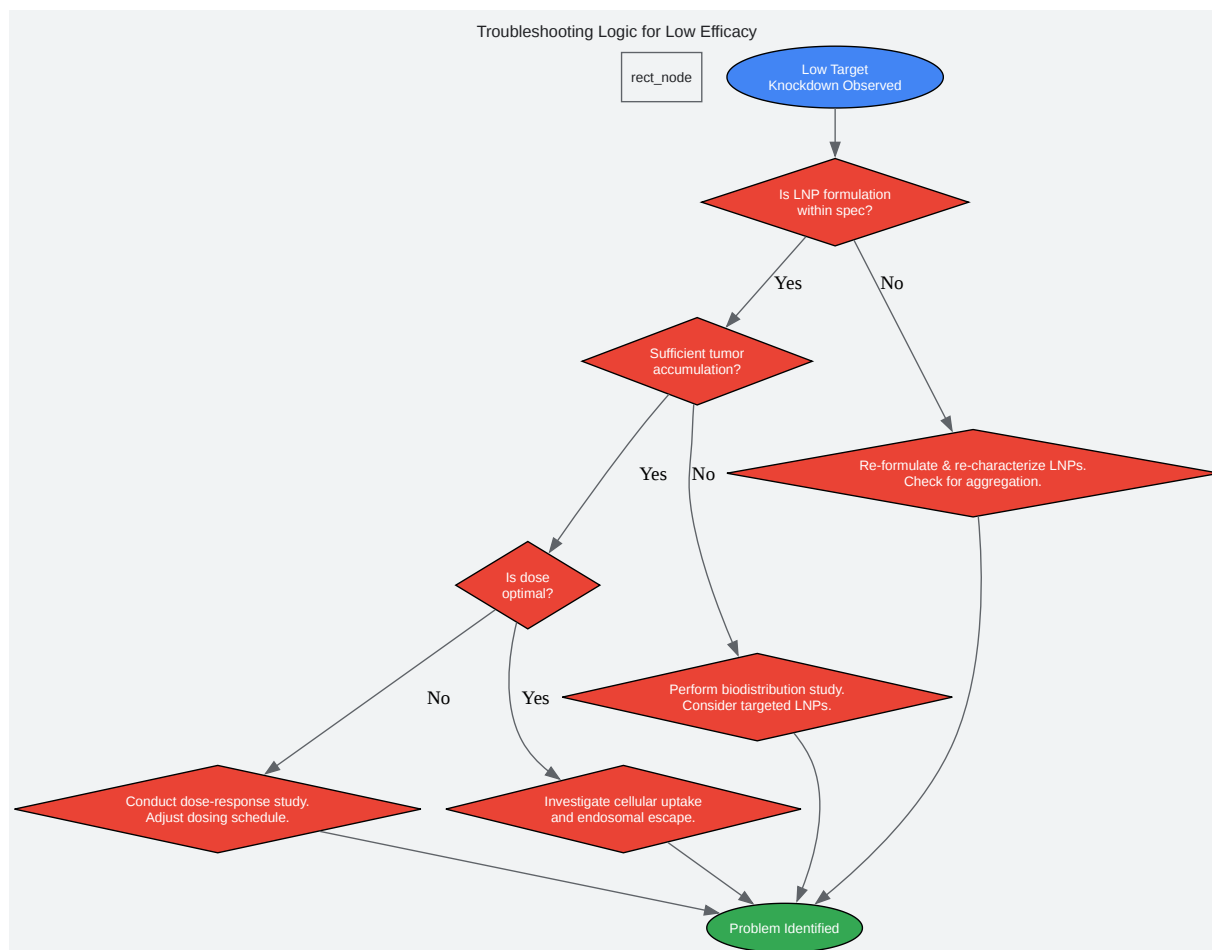 Troubleshooting Logic for Low Efficacy
rect_node
Low Target
Knockdown Observed
Is LNP formulation
within spec?
Yes
No
Sufficient tumor
accumulation?
Yes
No
Re-formulate & re-characterize LNPs.
Check for aggregation.
Is dose
optimal?
No
Yes
Perform biodistribution study.
Consider targeted LNPs.
Conduct dose-response study.
Adjust dosing schedule.
Investigate cellular uptake
and endosomal escape.
Problem Identified